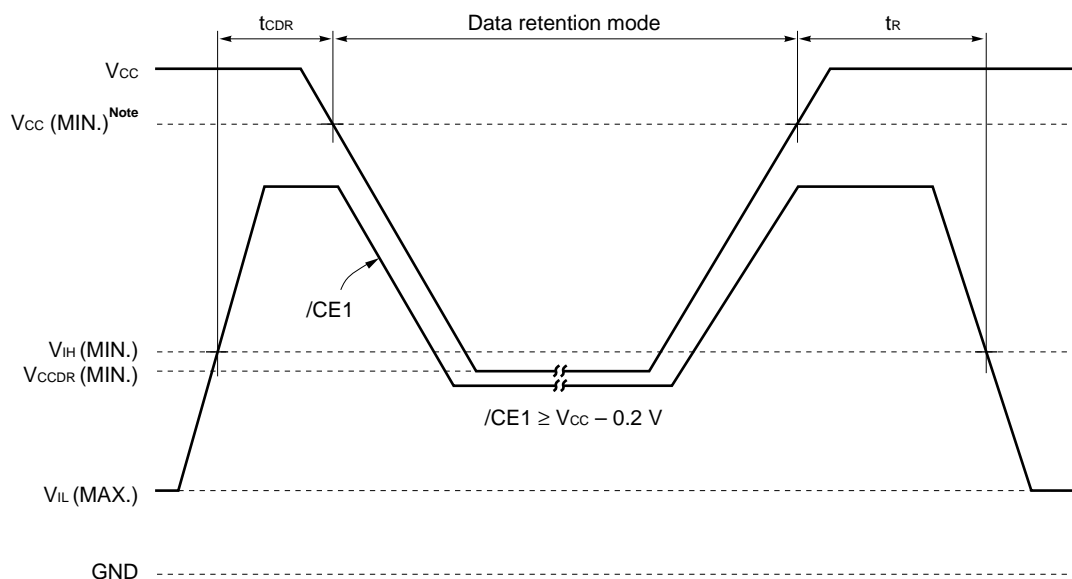 tCDR Data retention mode tR
VCC
VCC (MIN.)Note
/CE1
VIH (MIN.)
VCCDR (MIN.)
/CE1 ≥ VCC – 0.2 V
VIL (MAX.)
GND